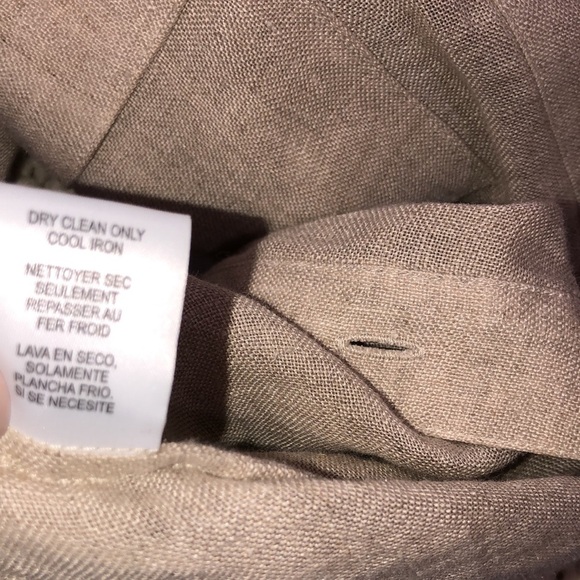 DRY CLEAN ONLY
COOL IRON
NETTOYER SEC
SEULEMENT
REPASSER AU
FER FROID
LAVA EN SECO,
SOLAMENTE
PLANCHA FRIO.
SI SE NECESITE